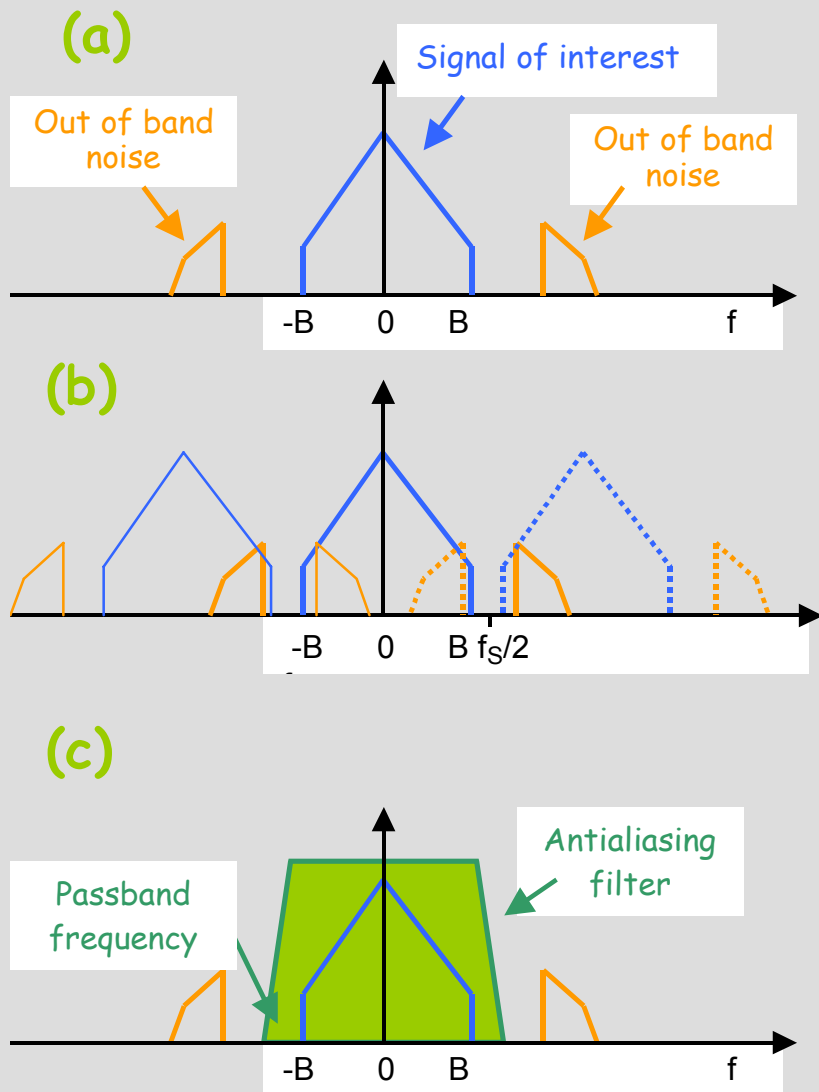 (a)
Signal of interest
Out of band
noise
Out of band
noise
-B 0 B f
(b)
-B 0 B fS/2
(c)
Antialiasing
filter
Passband
frequency
-B 0 B f